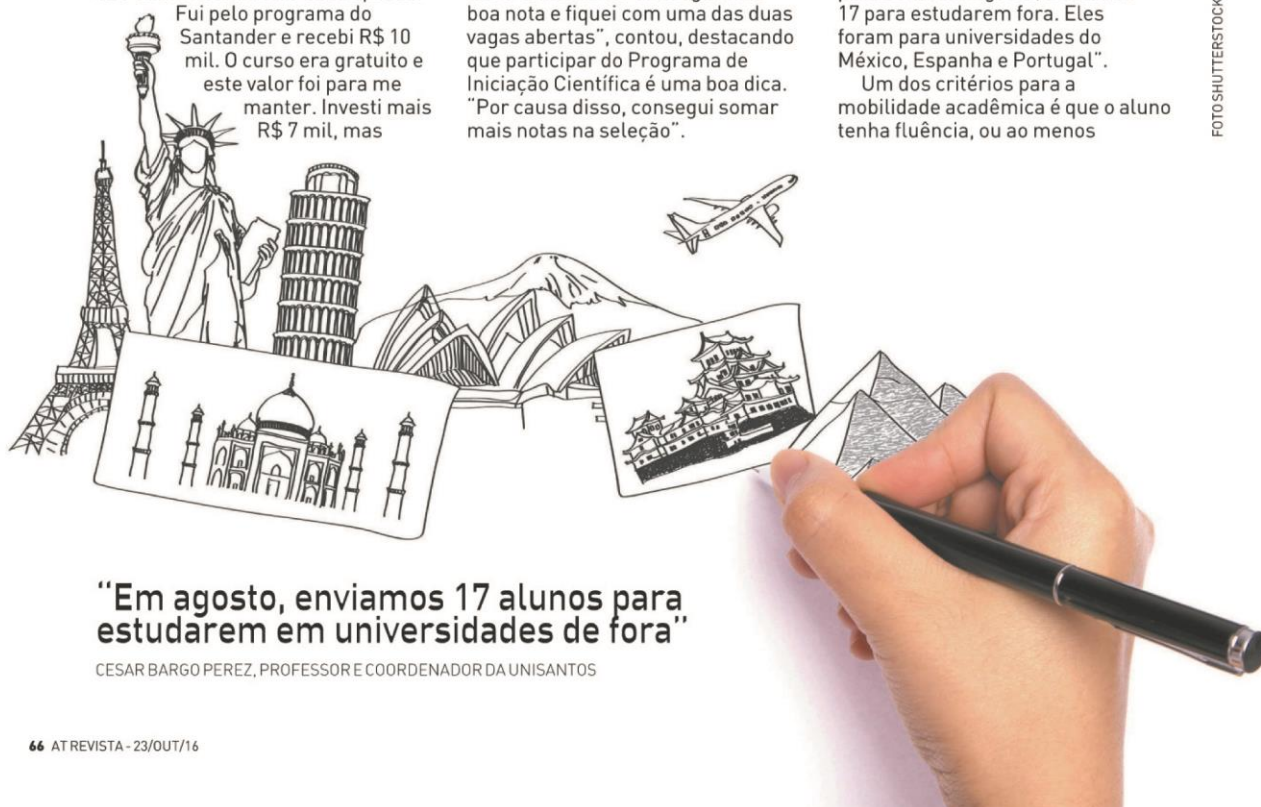 Fui pelo programa do
Santander e recebi R$ 10
mil. O curso era gratuito e
este valor foi para me
manter. Investi mais
R$ 7 mil, mas
boa nota e fiquei com uma das duas
vagas abertas”, contou, destacando
que participar do Programa de
Iniciação Científica é uma boa dica.
“Por causa disso, consegui somar
mais notas na seleção”.
17 para estudarem fora. Eles
foram para universidades do
México, Espanha e Portugal”.
Um dos critérios para a
mobilidade acadêmica é que o aluno
tenha fluência, ou ao menos
FOTO SHUTTERSTOCK
“Em agosto, enviamos 17 alunos para
estudarem em universidades de fora”
CESAR BARGO PEREZ, PROFESSOR E COORDENADOR DA UNISANTOS
66 AT REVISTA - 23/OUT/16